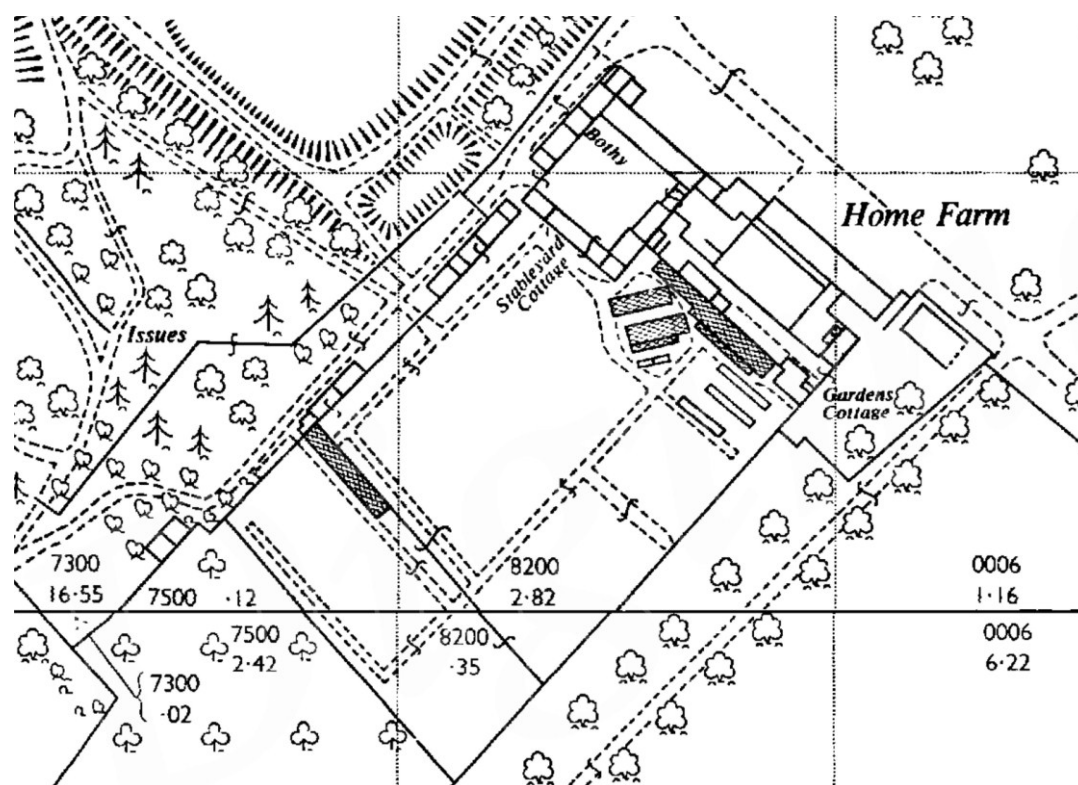 Bothy
Home Farm
Stableyard
Cottage
Issues
Gardens
Cottage
7300
16·55
7500 ·12
8200
2·82
0006
1·16
7500
2·42
8200
·35
0006
6·22
7300
·02